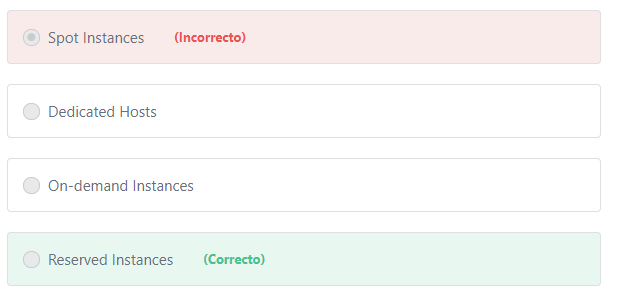 Spot Instances (Incorrecto)
Dedicated Hosts
On-demand Instances
Reserved Instances (Correcto)